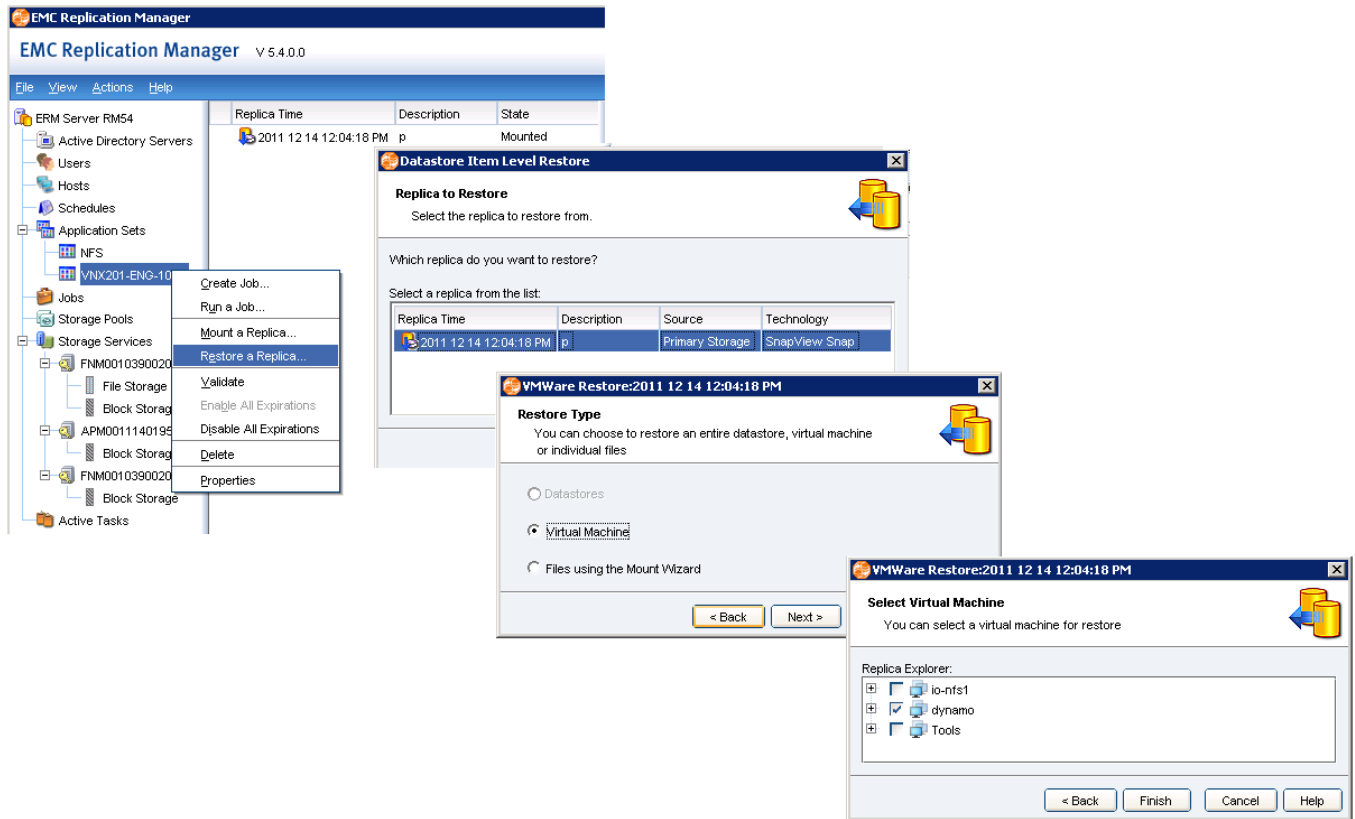 EMC Replication Manager
EMC Replication Manager V 5.4.0.0
File View Actions Help
ERM Server RM54
Active Directory Servers
Users
Hosts
Schedules
Application Sets
NFS
VNX201-ENG-10
Jobs
Storage Pools
Storage Services
FNM0010390020
File Storage
Block Storag
APM0011140195
Block Storag
FNM0010390020
Block Storage
Active Tasks
Replica Time Description State
2011 12 14 12:04:18 PM p Mounted
Create Job...
Run a Job...
Mount a Replica...
Restore a Replica...
Validate
Enable All Expirations
Disable All Expirations
Delete
Properties
Datastore Item Level Restore
Replica to Restore
Select the replica to restore from.
Which replica do you want to restore?
Select a replica from the list:
Replica Time Description Source Technology
2011 12 14 12:04:18 PM p Primary Storage SnapView Snap
VMWare Restore:2011 12 14 12:04:18 PM
Restore Type
You can choose to restore an entire datastore, virtual machine
or individual files
Datastores
Virtual Machine
Files using the Mount Wizard
< Back Next >
VMWare Restore:2011 12 14 12:04:18 PM
Select Virtual Machine
You can select a virtual machine for restore
Replica Explorer:
io-nfs1
dynamo
Tools
< Back Finish Cancel Help